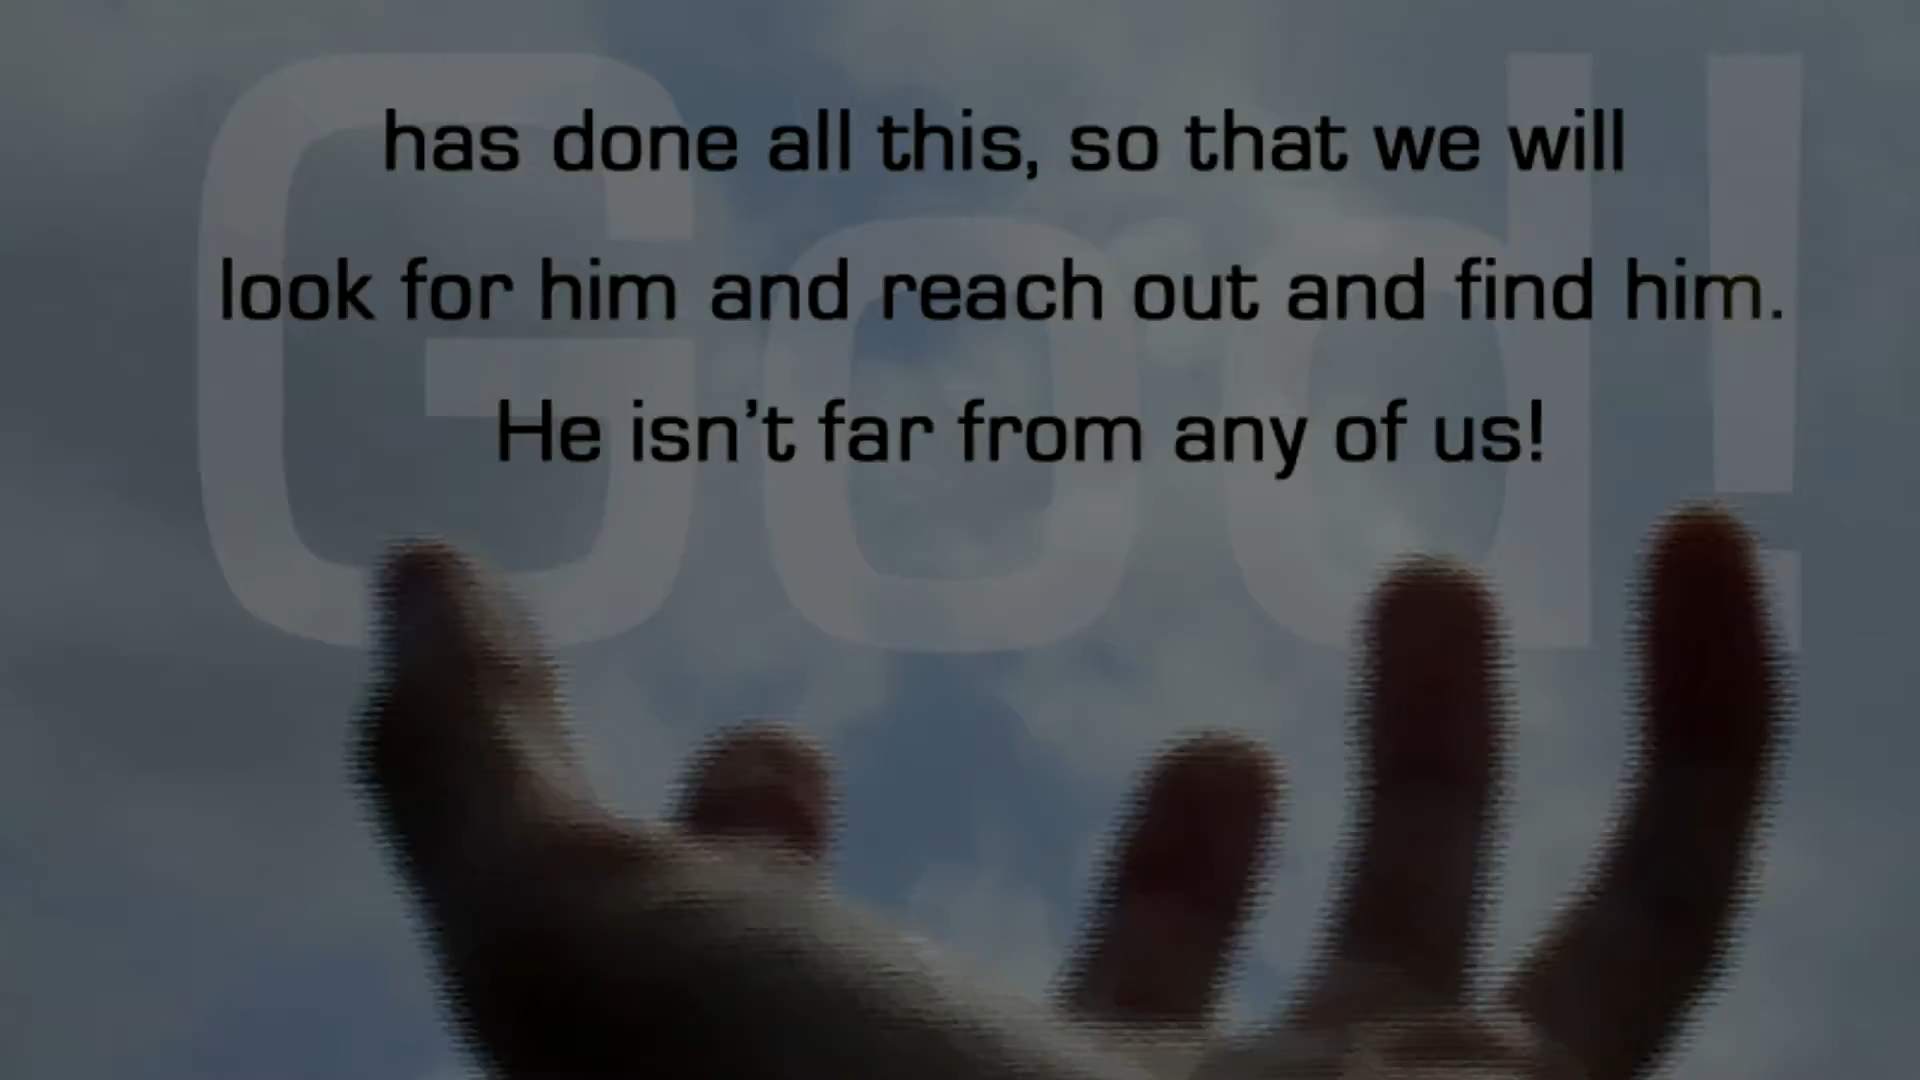 God!
has done all this, so that we will
look for him and reach out and find him.
He isn’t far from any of us!